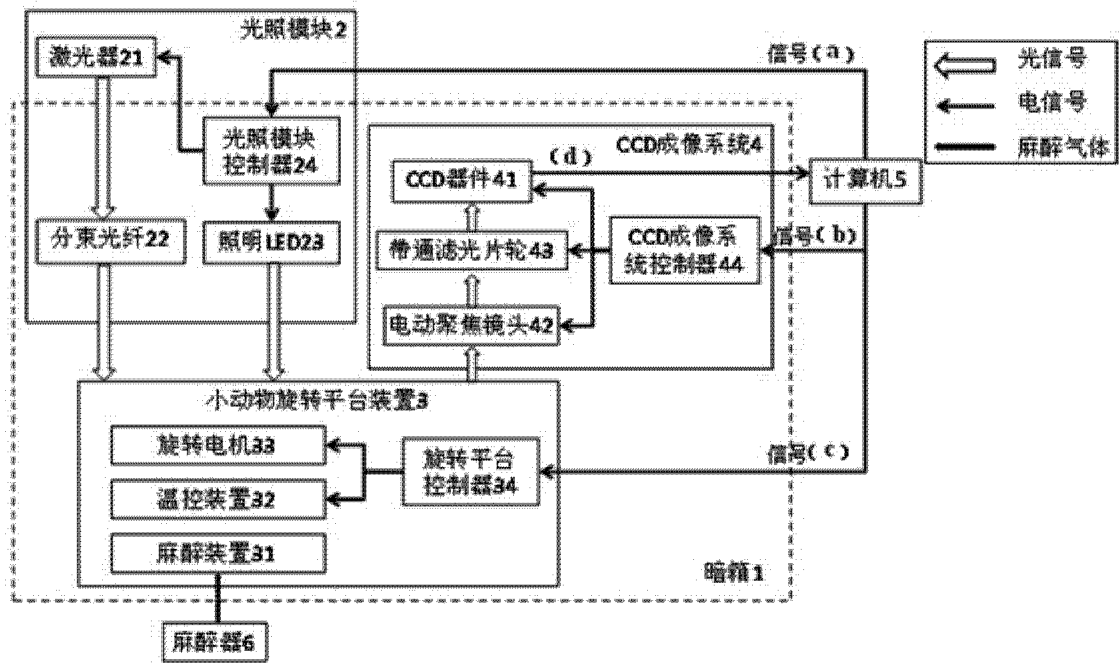 光照模块2
激光器21
光照模块
控制器24
分束光纤22
照明LED23
信号(a)
光信号
电信号
麻醉气体
CCD成像系统4
(d)
CCD器件41
计算机5
带通滤光片轮43
CCD成像系
统控制器44
信号(b)
电动聚焦镜头42
小动物旋转平台装置3
旋转电机33
旋转平台
控制器34
信号(c)
温控装置32
麻醉装置31
暗箱1
麻醉器6